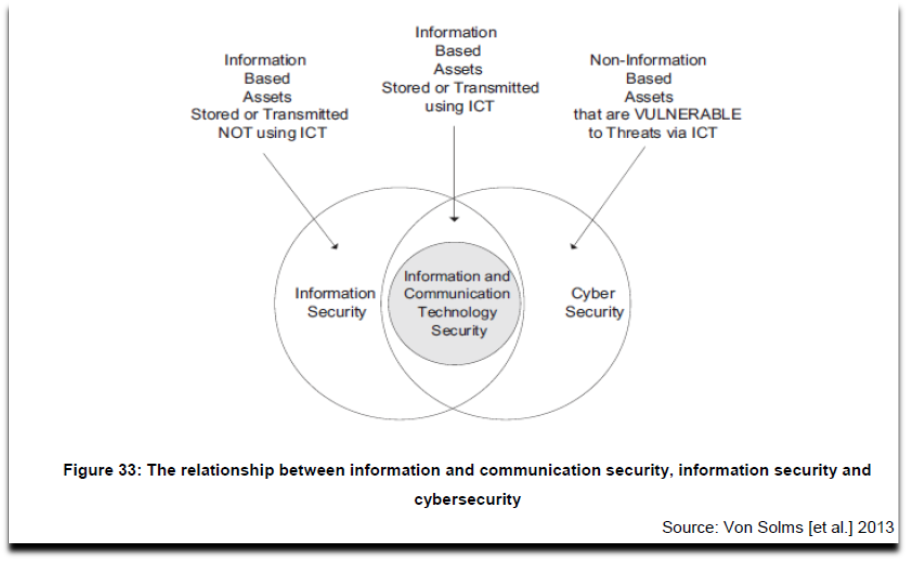 Information
Based
Assets
Stored or Transmitted
NOT using ICT
Information
Based
Assets
Stored or Transmitted
using ICT
Non-Information
Based
Assets
that are VULNERABLE
to Threats via ICT
Information
Security
Information and
Communication
Technology
Security
Cyber
Security
Figure 33: The relationship between information and communication security, information security and
cybersecurity
Source: Von Solms [et al.] 2013